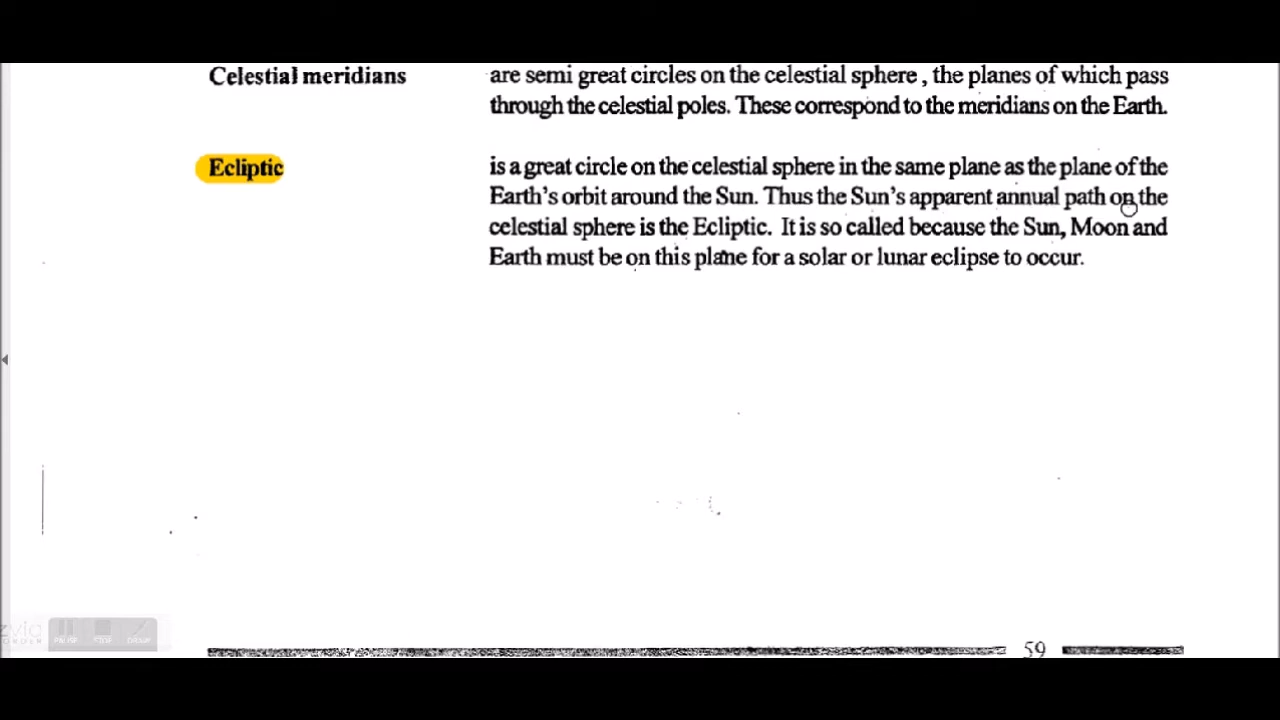 Celestial meridians are semi great circles on the celestial sphere , the planes of which pass
through the celestial poles. These correspond to the meridians on the Earth.
Ecliptic is a great circle on the celestial sphere in the same plane as the plane of the
Earth's orbit around the Sun. Thus the Sun's apparent annual path on the
celestial sphere is the Ecliptic. It is so called because the Sun, Moon and
Earth must be on this plane for a solar or lunar eclipse to occur.
PAUSE STOP
59